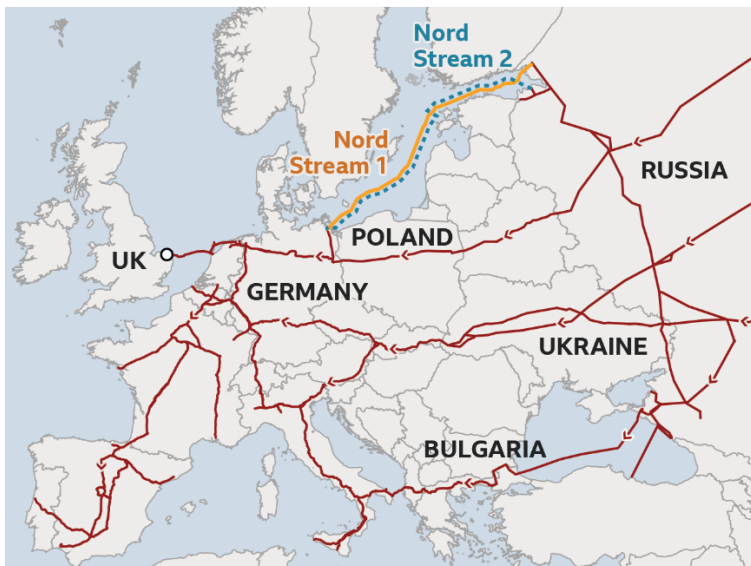 Nord
Stream 2
Nord
Stream 1
RUSSIA
POLAND
UK
GERMANY
UKRAINE
BULGARIA